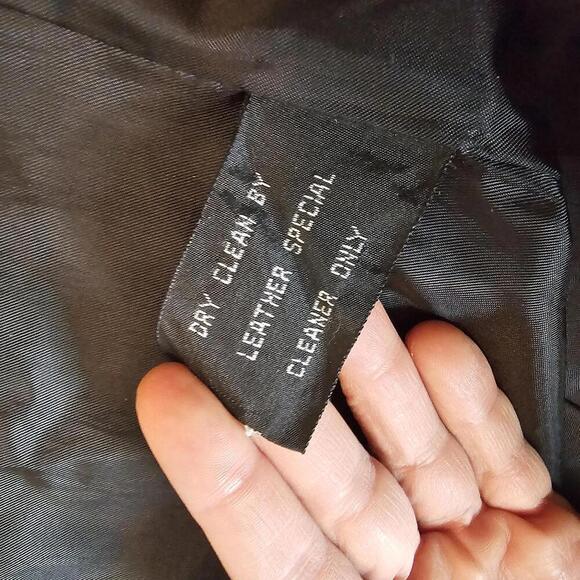 DRY CLEAN BY
LEATHER SPECIAL
CLEANER ONLY